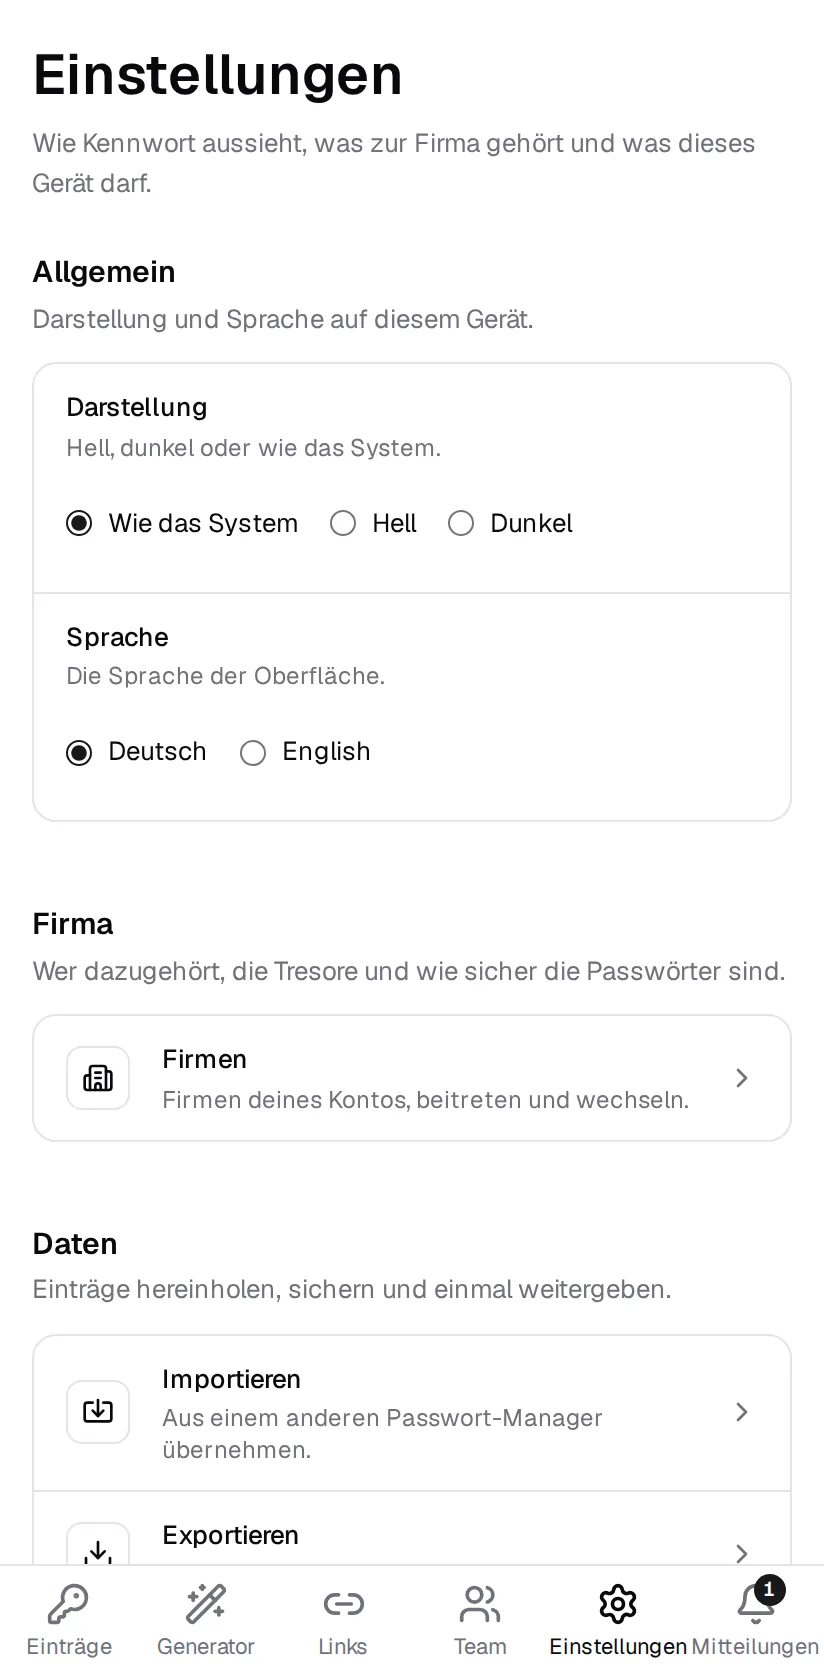 Einstellungen
Wie Kennwort aussieht, was zur Firma gehört und was dieses
Gerät darf.
Allgemein
Darstellung und Sprache auf diesem Gerät.
Darstellung
Hell, dunkel oder wie das System.
Wie das System Hell Dunkel
Sprache
Die Sprache der Oberfläche.
Deutsch English
Firma
Wer dazugehört, die Tresore und wie sicher die Passwörter sind.
Firmen
Firmen deines Kontos, beitreten und wechseln.
Daten
Einträge hereinholen, sichern und einmal weitergeben.
Importieren
Aus einem anderen Passwort-Manager
übernehmen.
Exportieren
1
Einträge Generator Links Team Einstellungen Mitteilungen